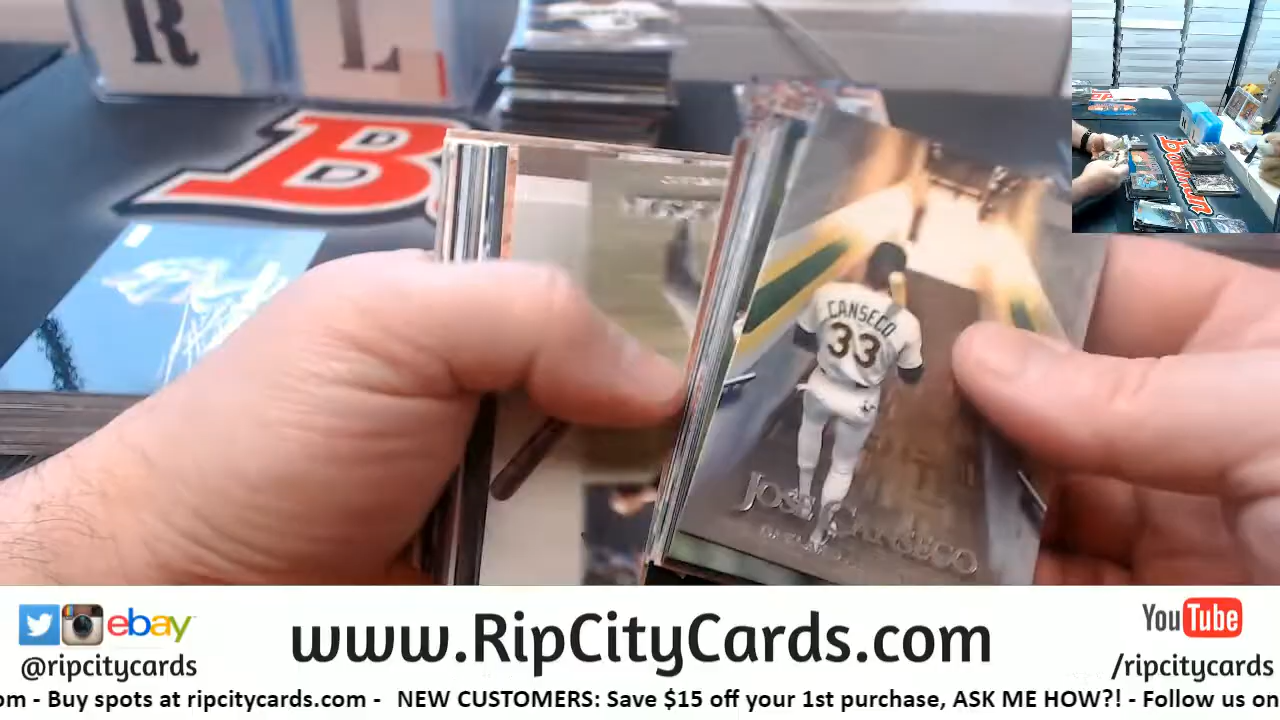 R L
B
CANSECO
33
JOSE CANSECO
BOWMAN
ebay
www.RipCityCards.com
YouTube
@ripcitycards
/ripcitycards
om - Buy spots at ripcitycards.com - NEW CUSTOMERS: Save $15 off your 1st purchase, ASK ME HOW?! - Follow us on